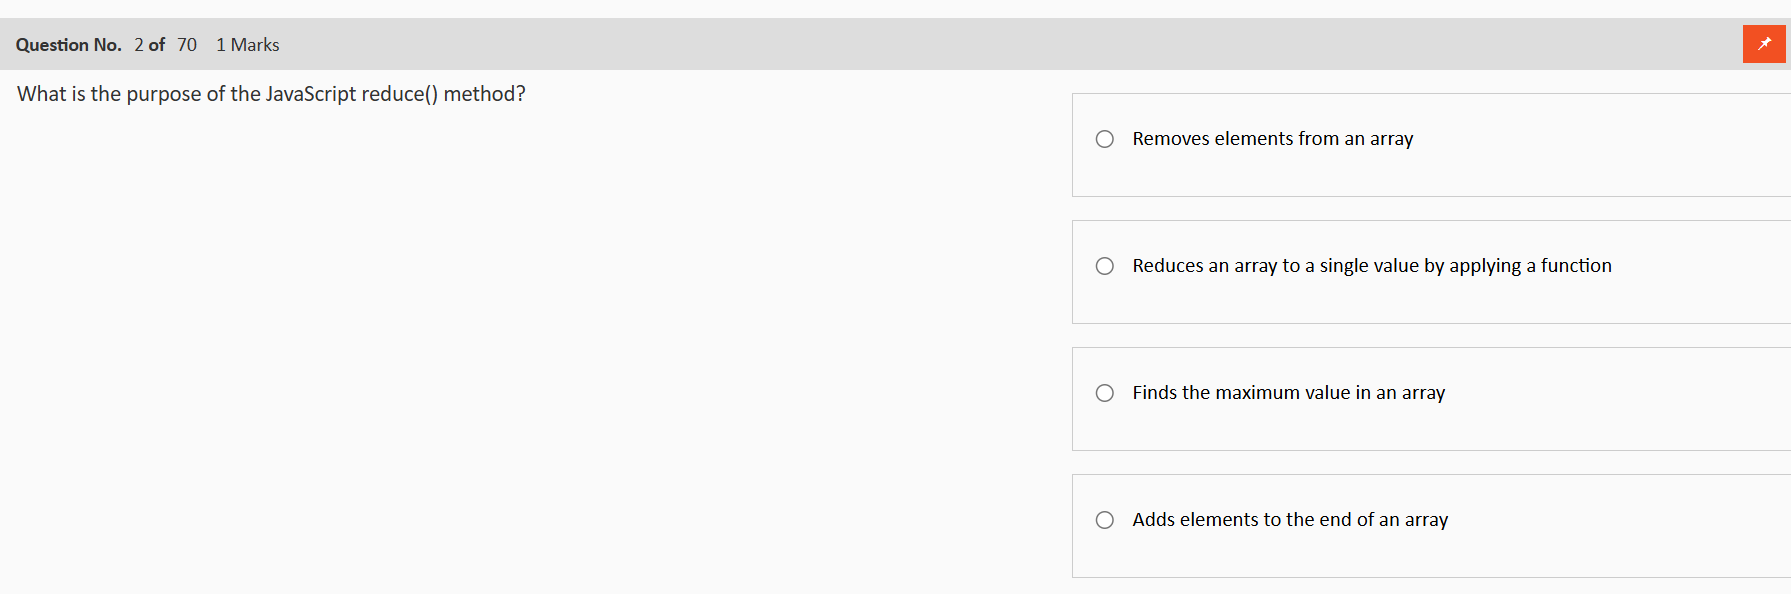 Question No. 2 of 70 1 Marks
What is the purpose of the JavaScript reduce() method?
Removes elements from an array
Reduces an array to a single value by applying a function
Finds the maximum value in an array
Adds elements to the end of an array